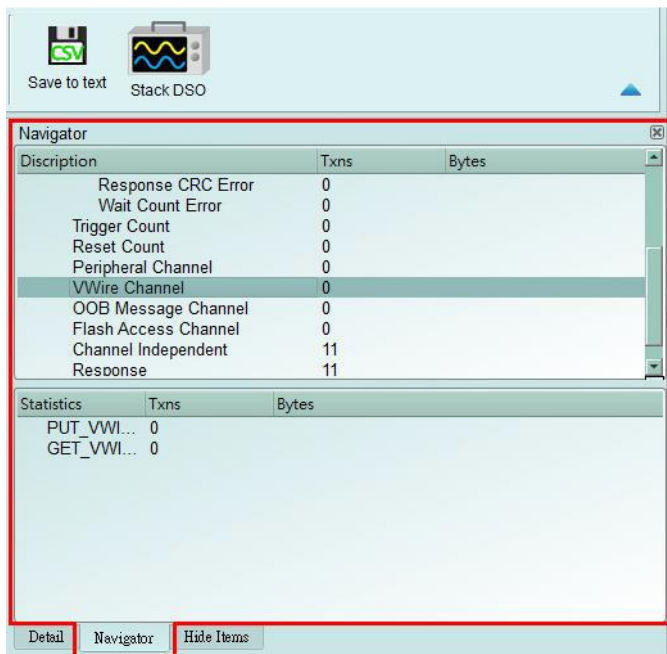 CSV
Save to text
Stack DSO
Navigator
Discription Txns Bytes
Response CRC Error 0
Wait Count Error 0
Trigger Count 0
Reset Count 0
Peripheral Channel 0
VWire Channel 0
OOB Message Channel 0
Flash Access Channel 0
Channel Independent 11
Response 11
Statistics Txns Bytes
PUT_VWI... 0
GET_VWI... 0
Detail Navigator Hide Items